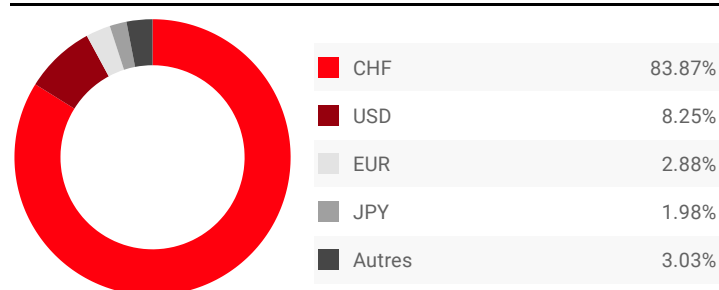 CHF 83.87%
USD 8.25%
EUR 2.88%
JPY 1.98%
Autres 3.03%